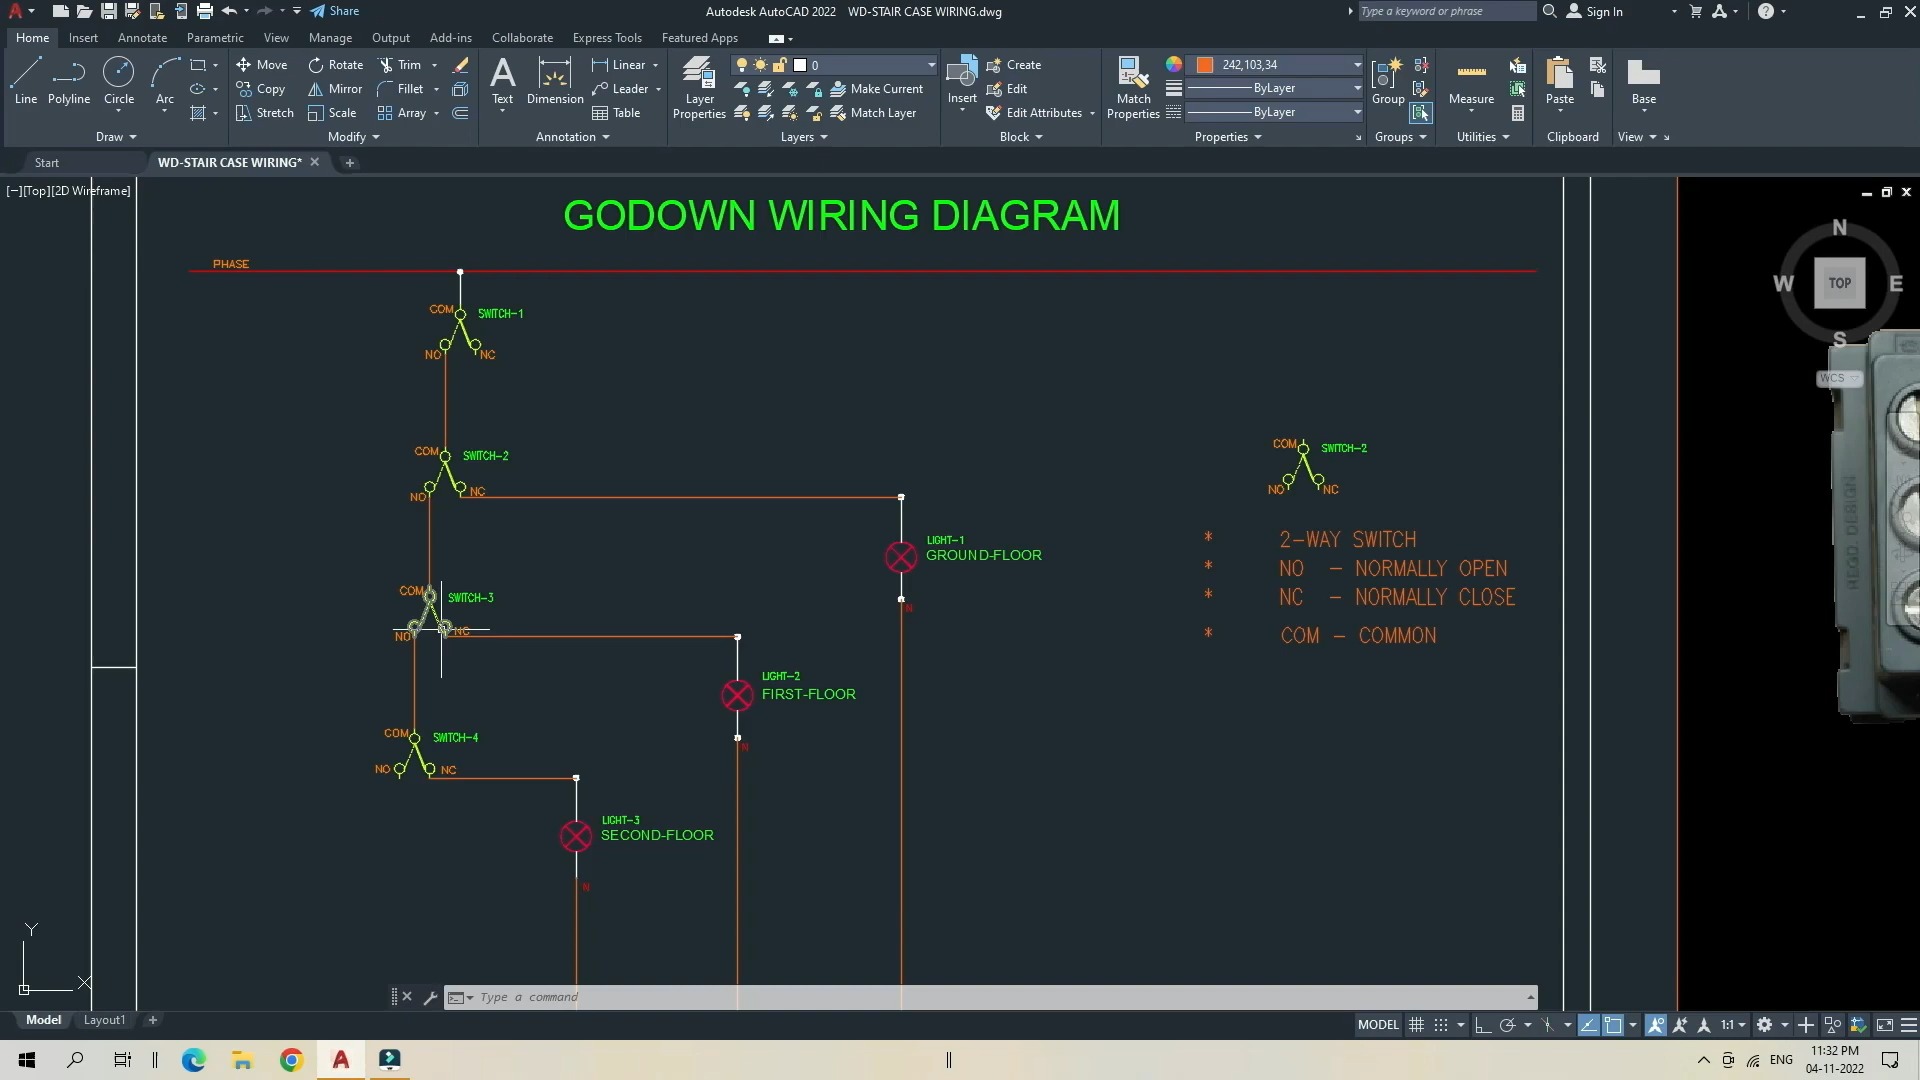 Share
Autodesk AutoCAD 2022 WD-STAIR CASE WIRING.dwg
Type a keyword or phrase
Sign In
Home Insert Annotate Parametric View Manage Output Add-ins Collaborate Express Tools Featured Apps
Line Polyline Circle Arc
Move Rotate Trim
Copy Mirror Fillet
Stretch Scale Array
Text Dimension
Linear
Leader
Table
Layer Properties
0
Make Current
Match Layer
Insert
Create
Edit
Edit Attributes
Match Properties
242,103,34
ByLayer
ByLayer
Group
Measure
Paste
Base
Draw Modify Annotation Layers Block Properties Groups Utilities Clipboard View
Start WD-STAIR CASE WIRING*
[−][Top][2D Wireframe]
GODOWN WIRING DIAGRAM
PHASE
COM SWITCH-1
NO NC
COM SWITCH-2
NO NC
LIGHT-1
GROUND-FLOOR
N
COM SWITCH-3
NO NC
LIGHT-2
FIRST-FLOOR
N
COM SWITCH-4
NO NC
LIGHT-3
SECOND-FLOOR
N
COM SWITCH-2
NO NC
* 2-WAY SWITCH
* NO - NORMALLY OPEN
* NC - NORMALLY CLOSE
* COM - COMMON
N
W TOP E
S
WCS
REGD. DESIGN
Y
X
Type a command
Model Layout1
MODEL 1:1
ENG
11:32 PM
04-11-2022